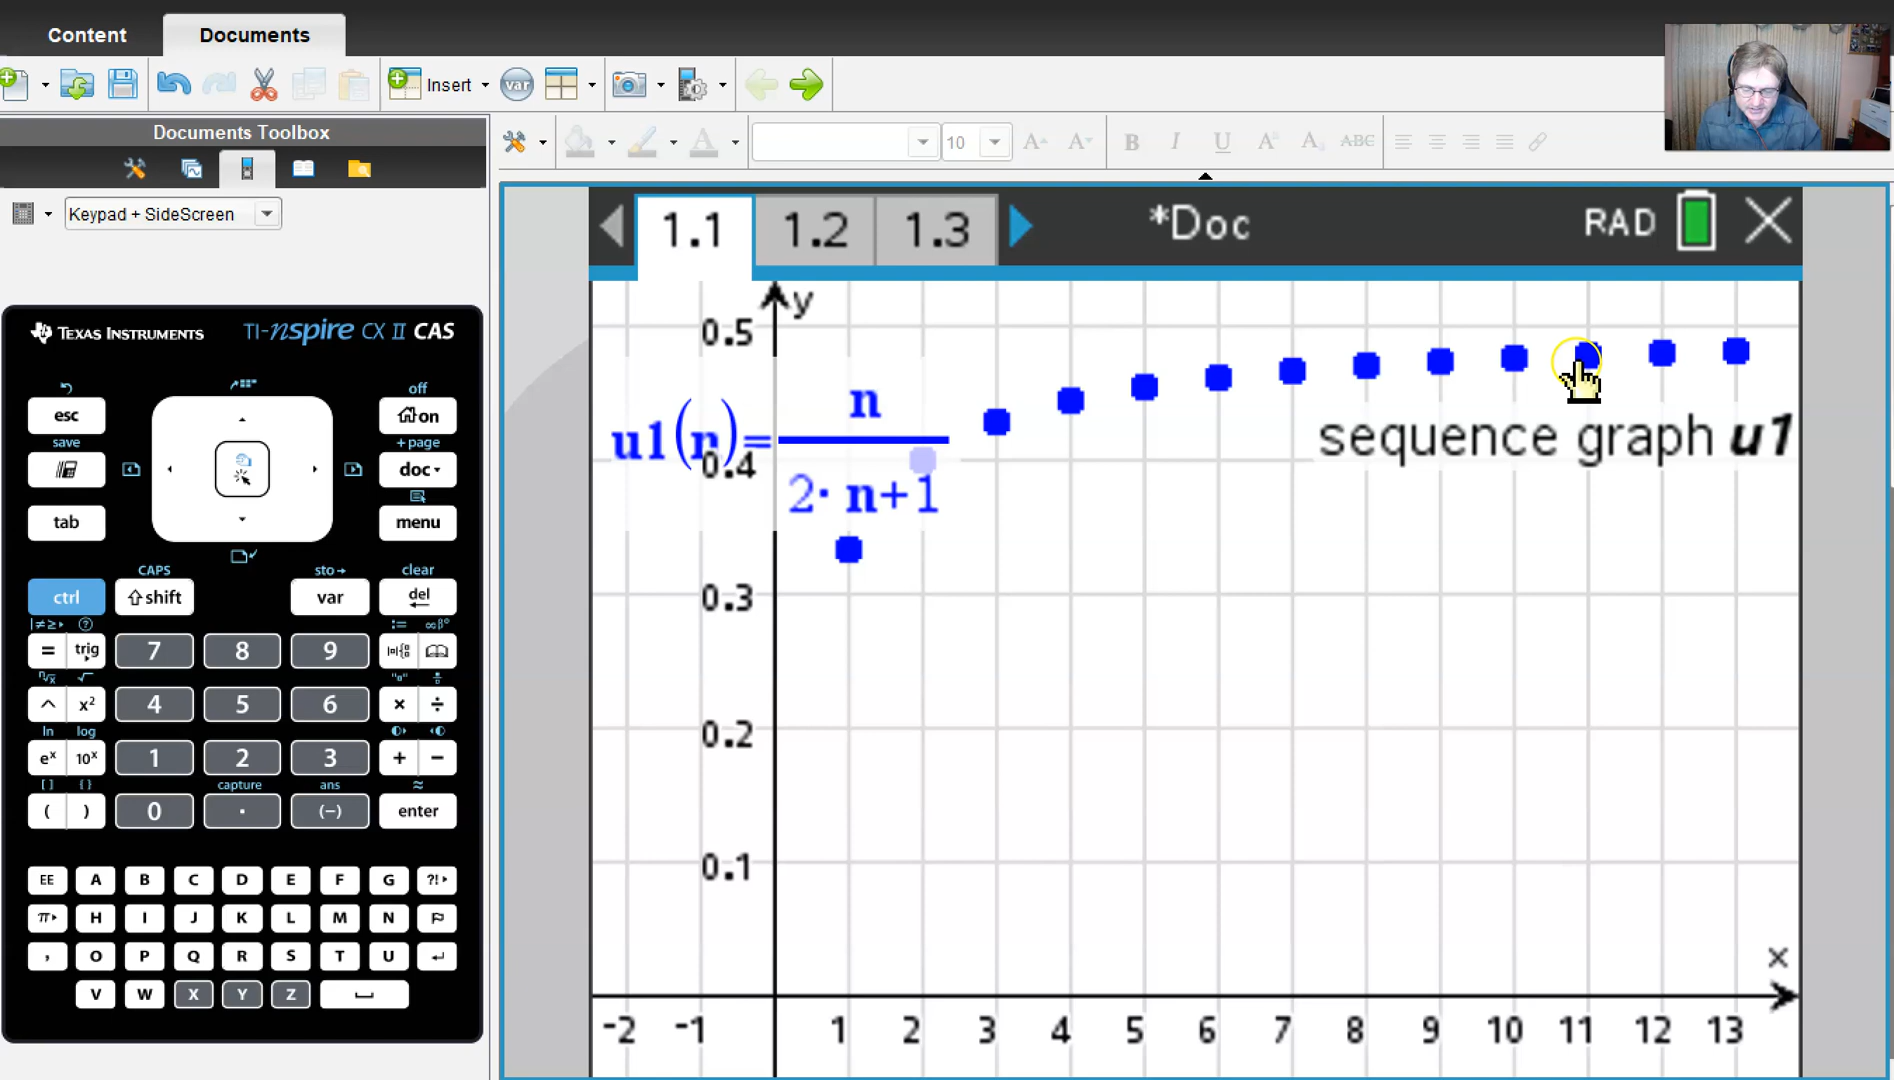 Content
Documents
Insert
var
Documents Toolbox
10
B I U A A ABC
Keypad + SideScreen
1.1 1.2 1.3 *Doc RAD
TEXAS INSTRUMENTS TI-nspire CX II CAS
off
esc
on
save
+ page
doc
tab
menu
CAPS
sto→
clear
ctrl
shift
var
del
= trig 7 8 9
^ x² 4 5 6 × ÷
ln log
eˣ 10ˣ 1 2 3 + −
[ ] { } capture ans ≈
( ) 0 . (−) enter
EE A B C D E F G ?!
π H I J K L M N
, O P Q R S T U
V W X Y Z
y
0.5
u1(n)=
n
2·n+1
0.4
sequence graph u1
0.3
0.2
0.1
x
-2 -1 1 2 3 4 5 6 7 8 9 10 11 12 13